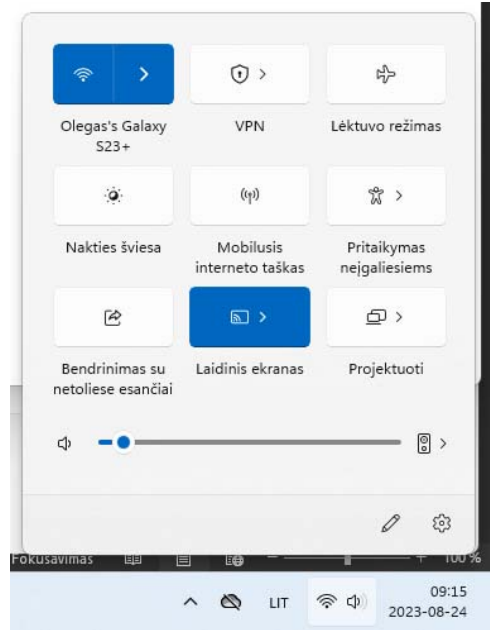 Olegas's Galaxy
S23+
VPN
Lėktuvo režimas
Nakties šviesa
Mobilusis
interneto taškas
Pritaikymas
neįgaliesiems
Bendrinimas su
netoliese esančiai
Laidinis ekranas
Projektuoti
Fokusavimas
100 %
LIT
09:15
2023-08-24